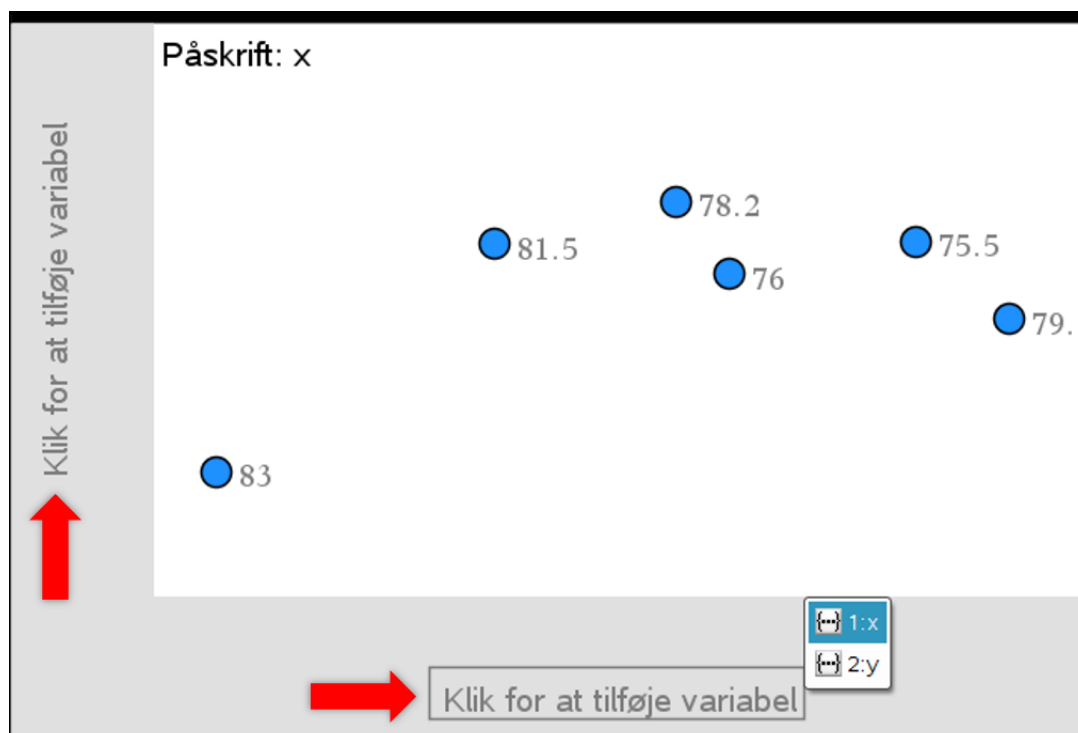 Påskrift: x
Klik for at tilføje variabel
78.2
81.5
75.5
76
79.
83
1:x
2:y
Klik for at tilføje variabel